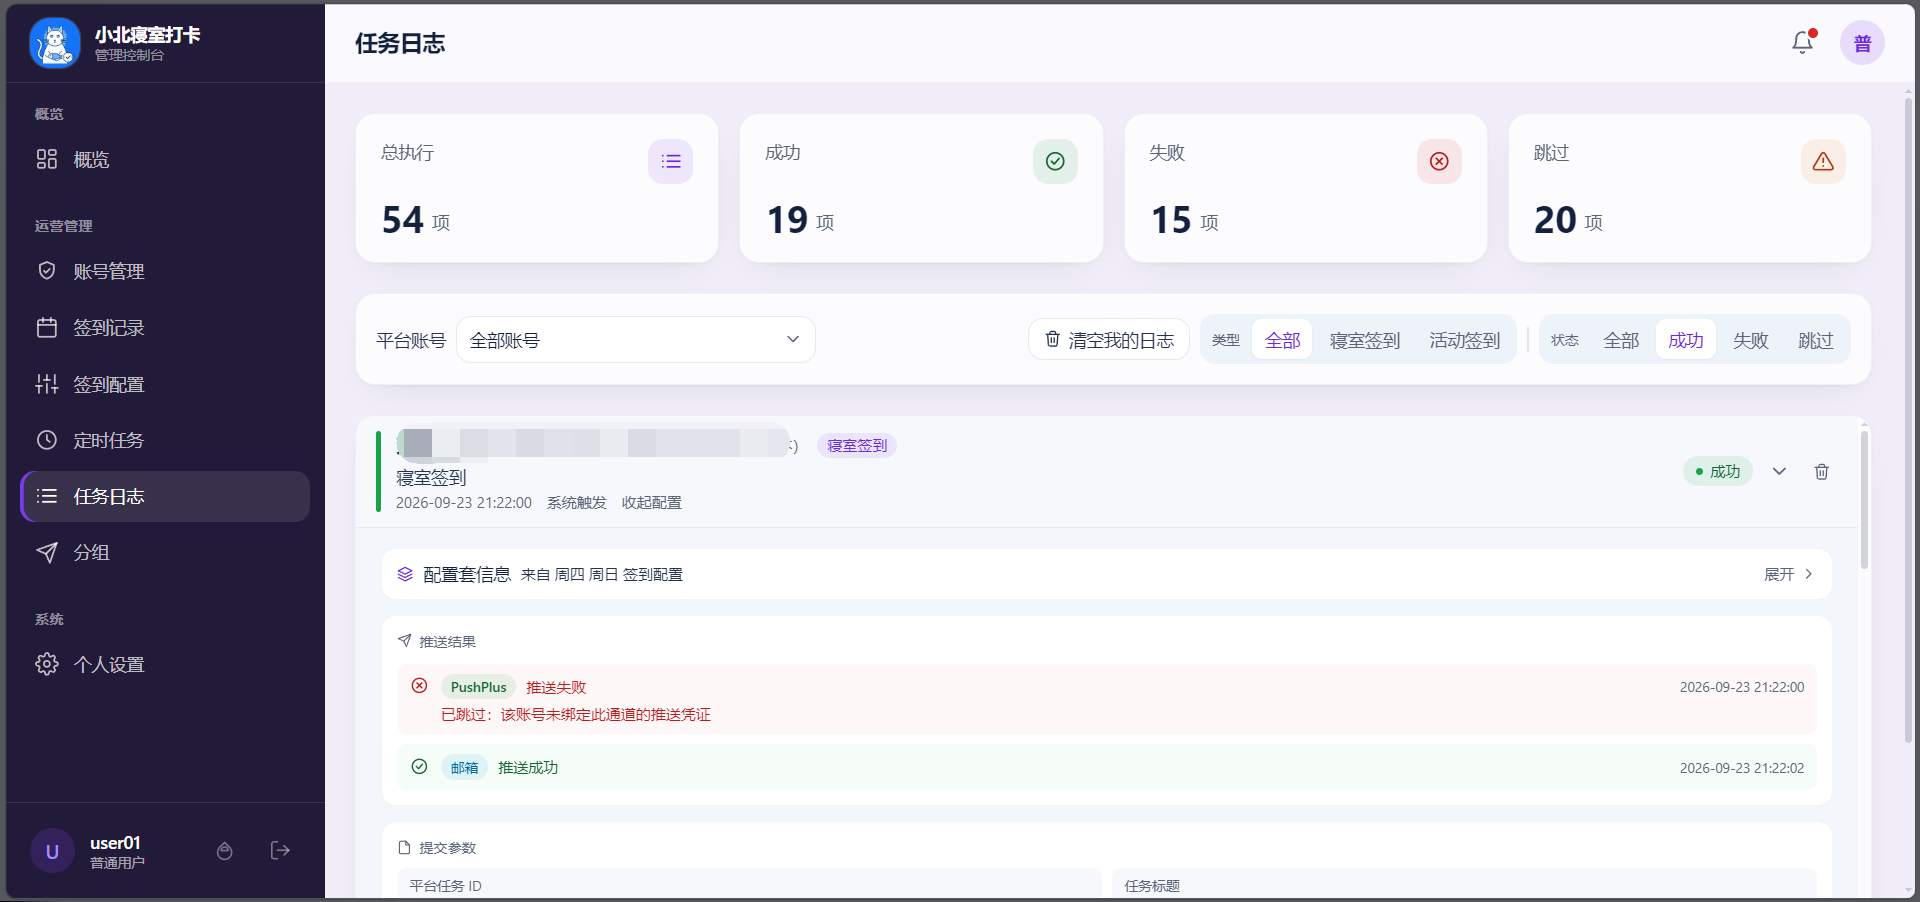 小北寝室打卡
管理控制台
概览
概览
运营管理
账号管理
签到记录
签到配置
定时任务
任务日志
分组
系统
个人设置
U
user01
普通用户
任务日志
普
总执行
54 项
成功
19 项
失败
15 项
跳过
20 项
平台账号 全部账号
清空我的日志
类型 全部 寝室签到 活动签到
状态 全部 成功 失败 跳过
) 寝室签到
寝室签到
2026-09-23 21:22:00 系统触发 收起配置
成功
配置套信息 来自 周四 周日 签到配置
展开
推送结果
PushPlus 推送失败 2026-09-23 21:22:00
已跳过：该账号未绑定此通道的推送凭证
邮箱 推送成功 2026-09-23 21:22:02
提交参数
平台任务 ID
任务标题